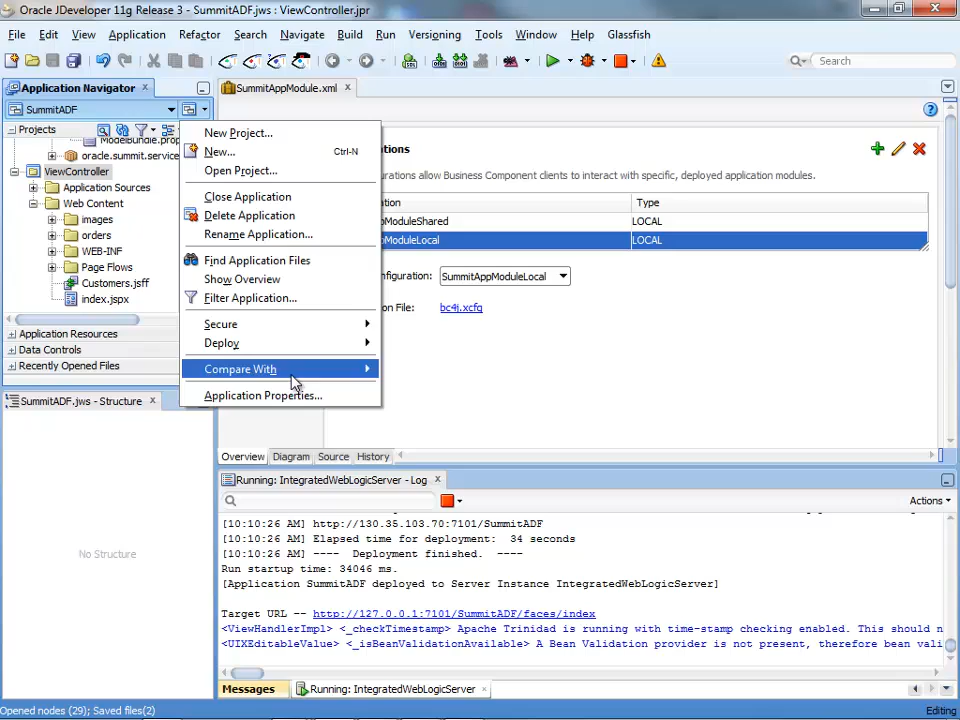 Oracle JDeveloper 11g Release 3 - SummitADF.jws : ViewController.jpr
File Edit View Application Refactor Search Navigate Build Run Versioning Tools Window Help Glassfish
Search
Application Navigator
SummitAppModule.xml
SummitADF
Projects
ModelBundle.prop
oracle.summit.service
ViewController
Application Sources
Web Content
images
orders
WEB-INF
Page Flows
Customers.jsff
index.jspx
Application Resources
Data Controls
Recently Opened Files
New Project...
New... Ctrl-N
Open Project...
Close Application
Delete Application
Rename Application...
Find Application Files
Show Overview
Filter Application...
Secure
Deploy
Compare With
Application Properties...
ations
urations allow Business Component clients to interact with specific, deployed application modules.
ation Type
pModuleShared LOCAL
pModuleLocal LOCAL
nfiguration: SummitAppModuleLocal
on File: bc4j.xcfg
SummitADF.jws - Structure
No Structure
Overview Diagram Source History
Running: IntegratedWebLogicServer - Log
Actions
[10:10:26 AM] http://130.35.103.70:7101/SummitADF
[10:10:26 AM] Elapsed time for deployment: 34 seconds
[10:10:26 AM] ---- Deployment finished. ----
Run startup time: 34046 ms.
[Application SummitADF deployed to Server Instance IntegratedWebLogicServer]
Target URL -- http://127.0.0.1:7101/SummitADF/faces/index
<ViewHandlerImpl> <_checkTimestamp> Apache Trinidad is running with time-stamp checking enabled. This should n
<UIXEditableValue> <_isBeanValidationAvailable> A Bean Validation provider is not present, therefore bean vali
Messages Running: IntegratedWebLogicServer
Opened nodes (29); Saved files(2) Editing